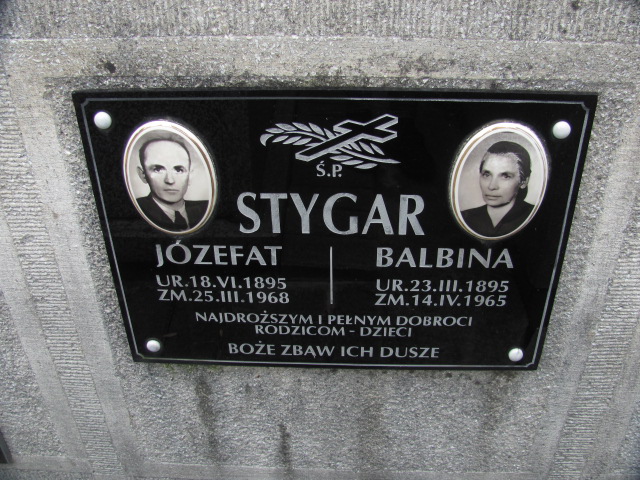 Ś.P.
STYGAR
JÓZEFAT
UR.18.VI.1895
ZM.25.III.1968
BALBINA
UR.23.III.1895
ZM.14.IV.1965
NAJDROŻSZYM I PEŁNYM DOBROCI
RODZICOM - DZIECI
BOŻE ZBAW ICH DUSZE